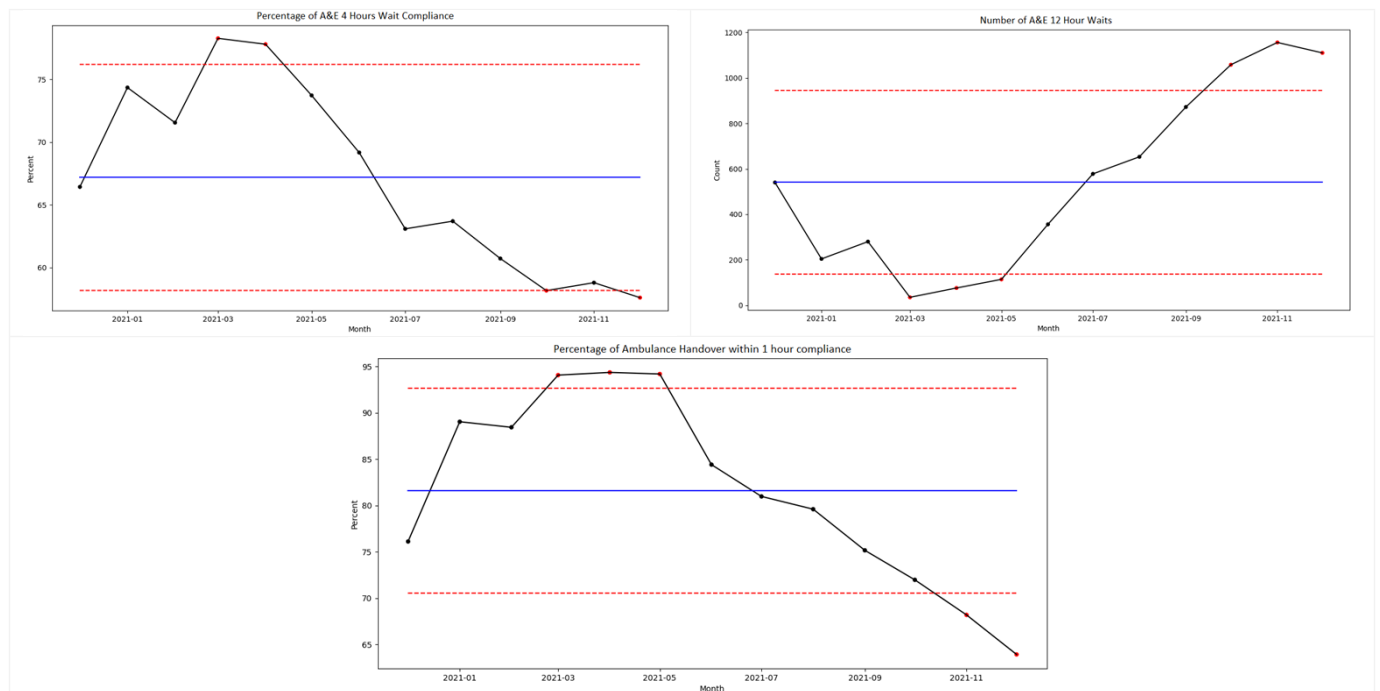 Percentage of A&E 4 Hours Wait Compliance
75
70
65
60
Percent
2021-01 2021-03 2021-05 2021-07 2021-09 2021-11
Month
Number of A&E 12 Hour Waits
1200
1000
800
600
400
200
0
Count
2021-01 2021-03 2021-05 2021-07 2021-09 2021-11
Month
Percentage of Ambulance Handover within 1 hour compliance
95
90
85
80
75
70
65
Percent
2021-01 2021-03 2021-05 2021-07 2021-09 2021-11
Month